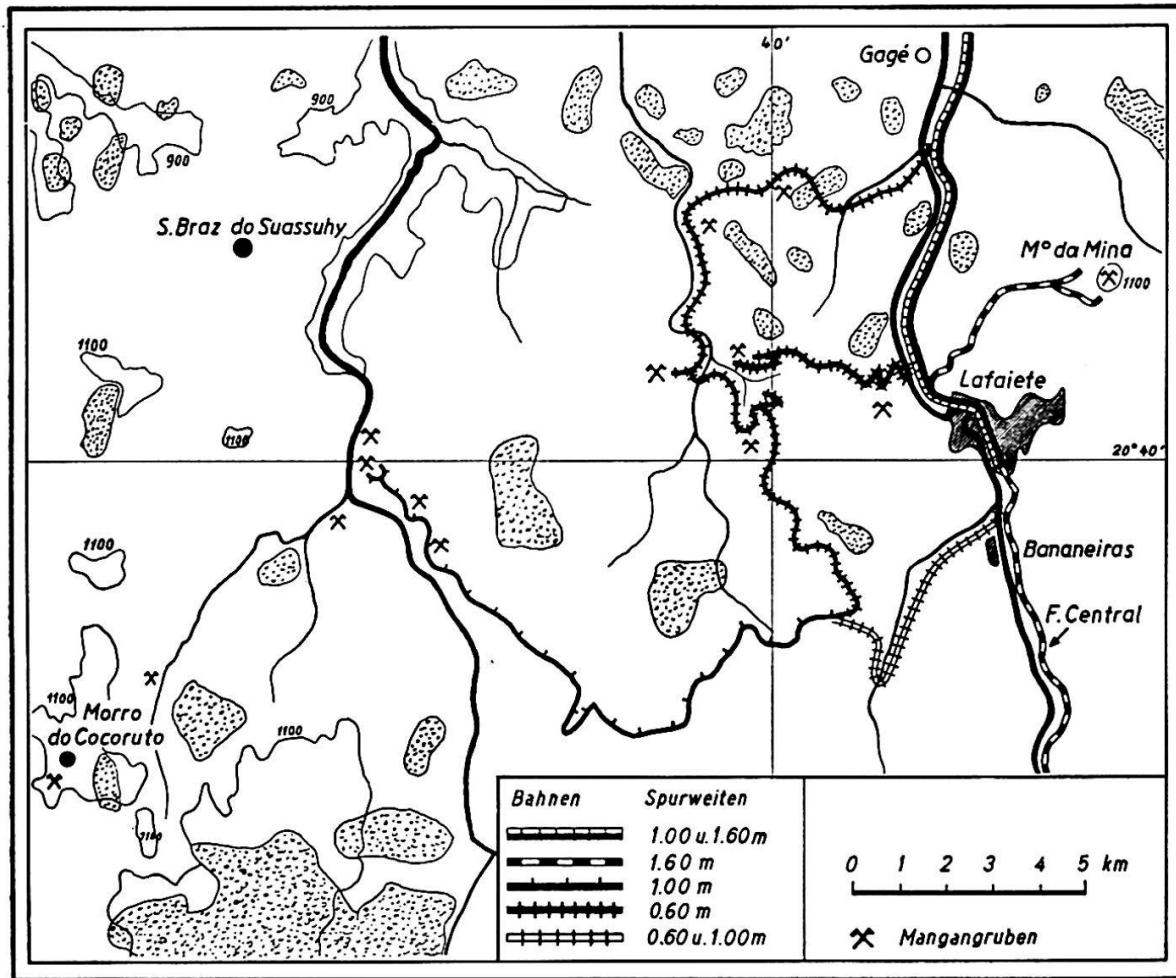 40'
Gagé
900
900
900
S. Braz do Suassuhy
Mº da Mina
1100
1100
Lafaiete
1100
20° 40'
1100
Bananeiras
F. Central
1100
Morro
do Cocoruto
1100
1100
Bahnen Spurweiten
1.00 u. 1.60 m
1.60 m
1.00 m
0.60 m
0.60 u. 1.00 m
0 1 2 3 4 5 km
Mangangruben